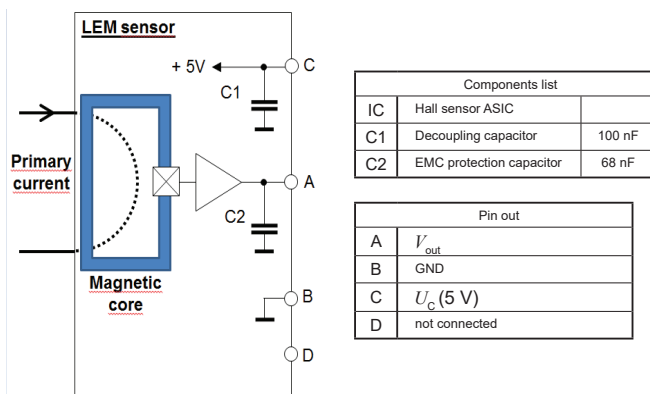 LEM sensor
+ 5V
C
C1
Primary
current
A
C2
Magnetic
core
B
D
Components list
IC Hall sensor ASIC
C1 Decoupling capacitor 100 nF
C2 EMC protection capacitor 68 nF
Pin out
A Vout
B GND
C UC (5 V)
D not connected